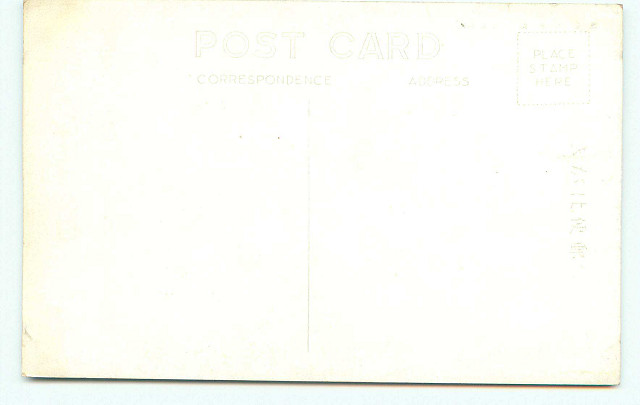 POST CARD
CORRESPONDENCE
ADDRESS
PLACE
STAMP
HERE